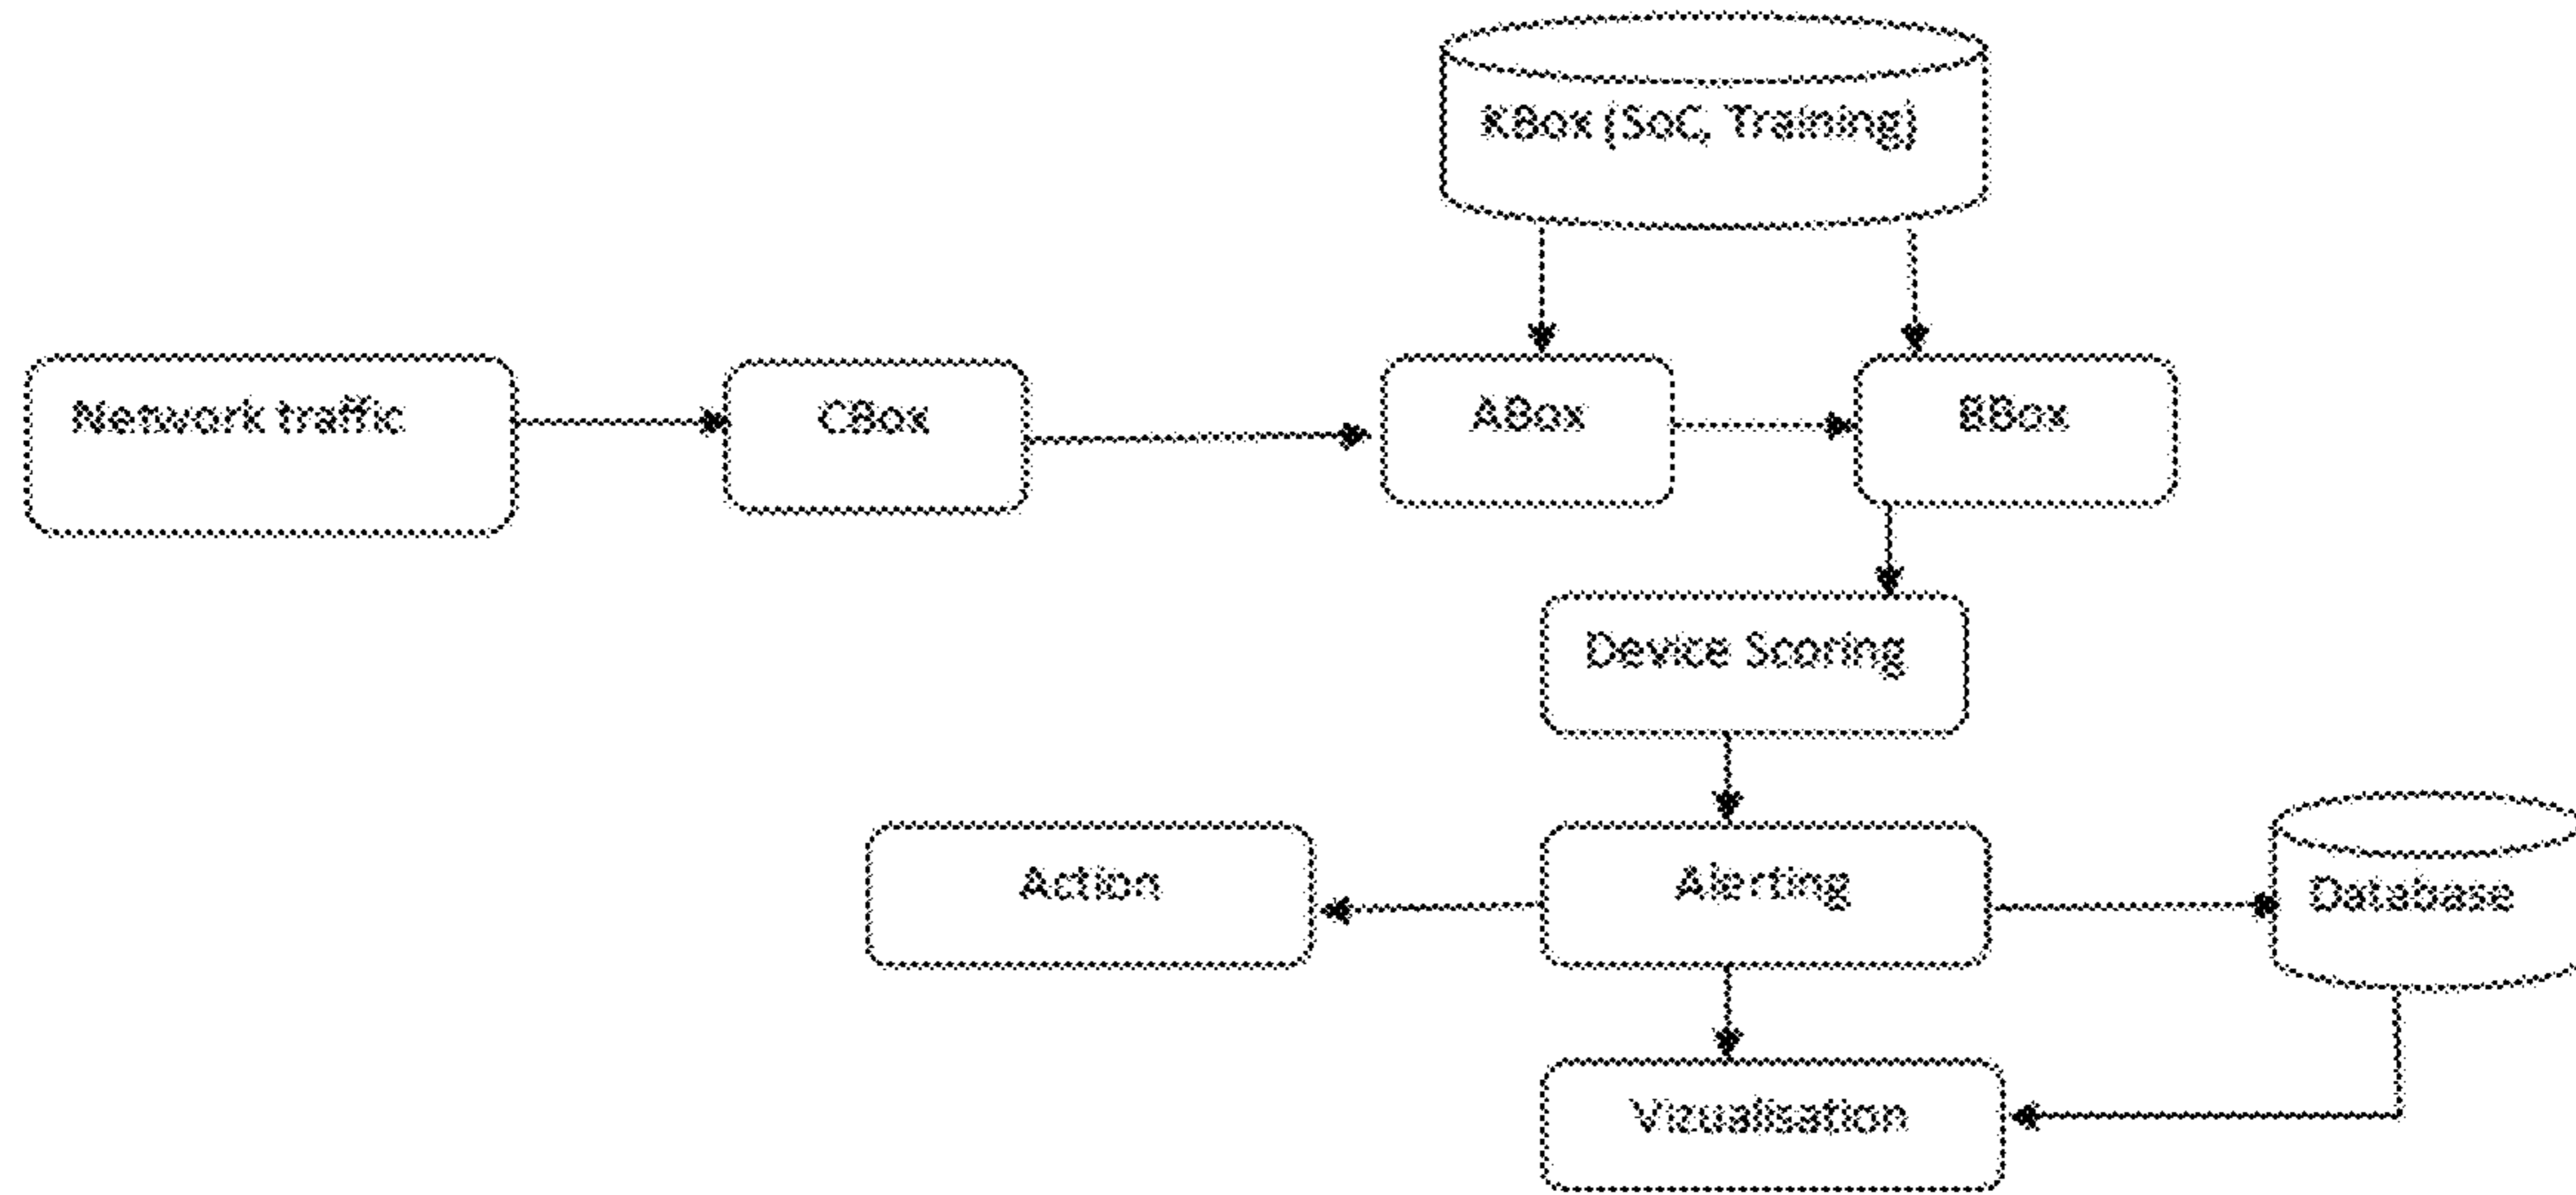 KBox (SoC, Training)
Network traffic
CBox
ABox
BBox
Device Scoring
Action
Alerting
Database
Vizualisation